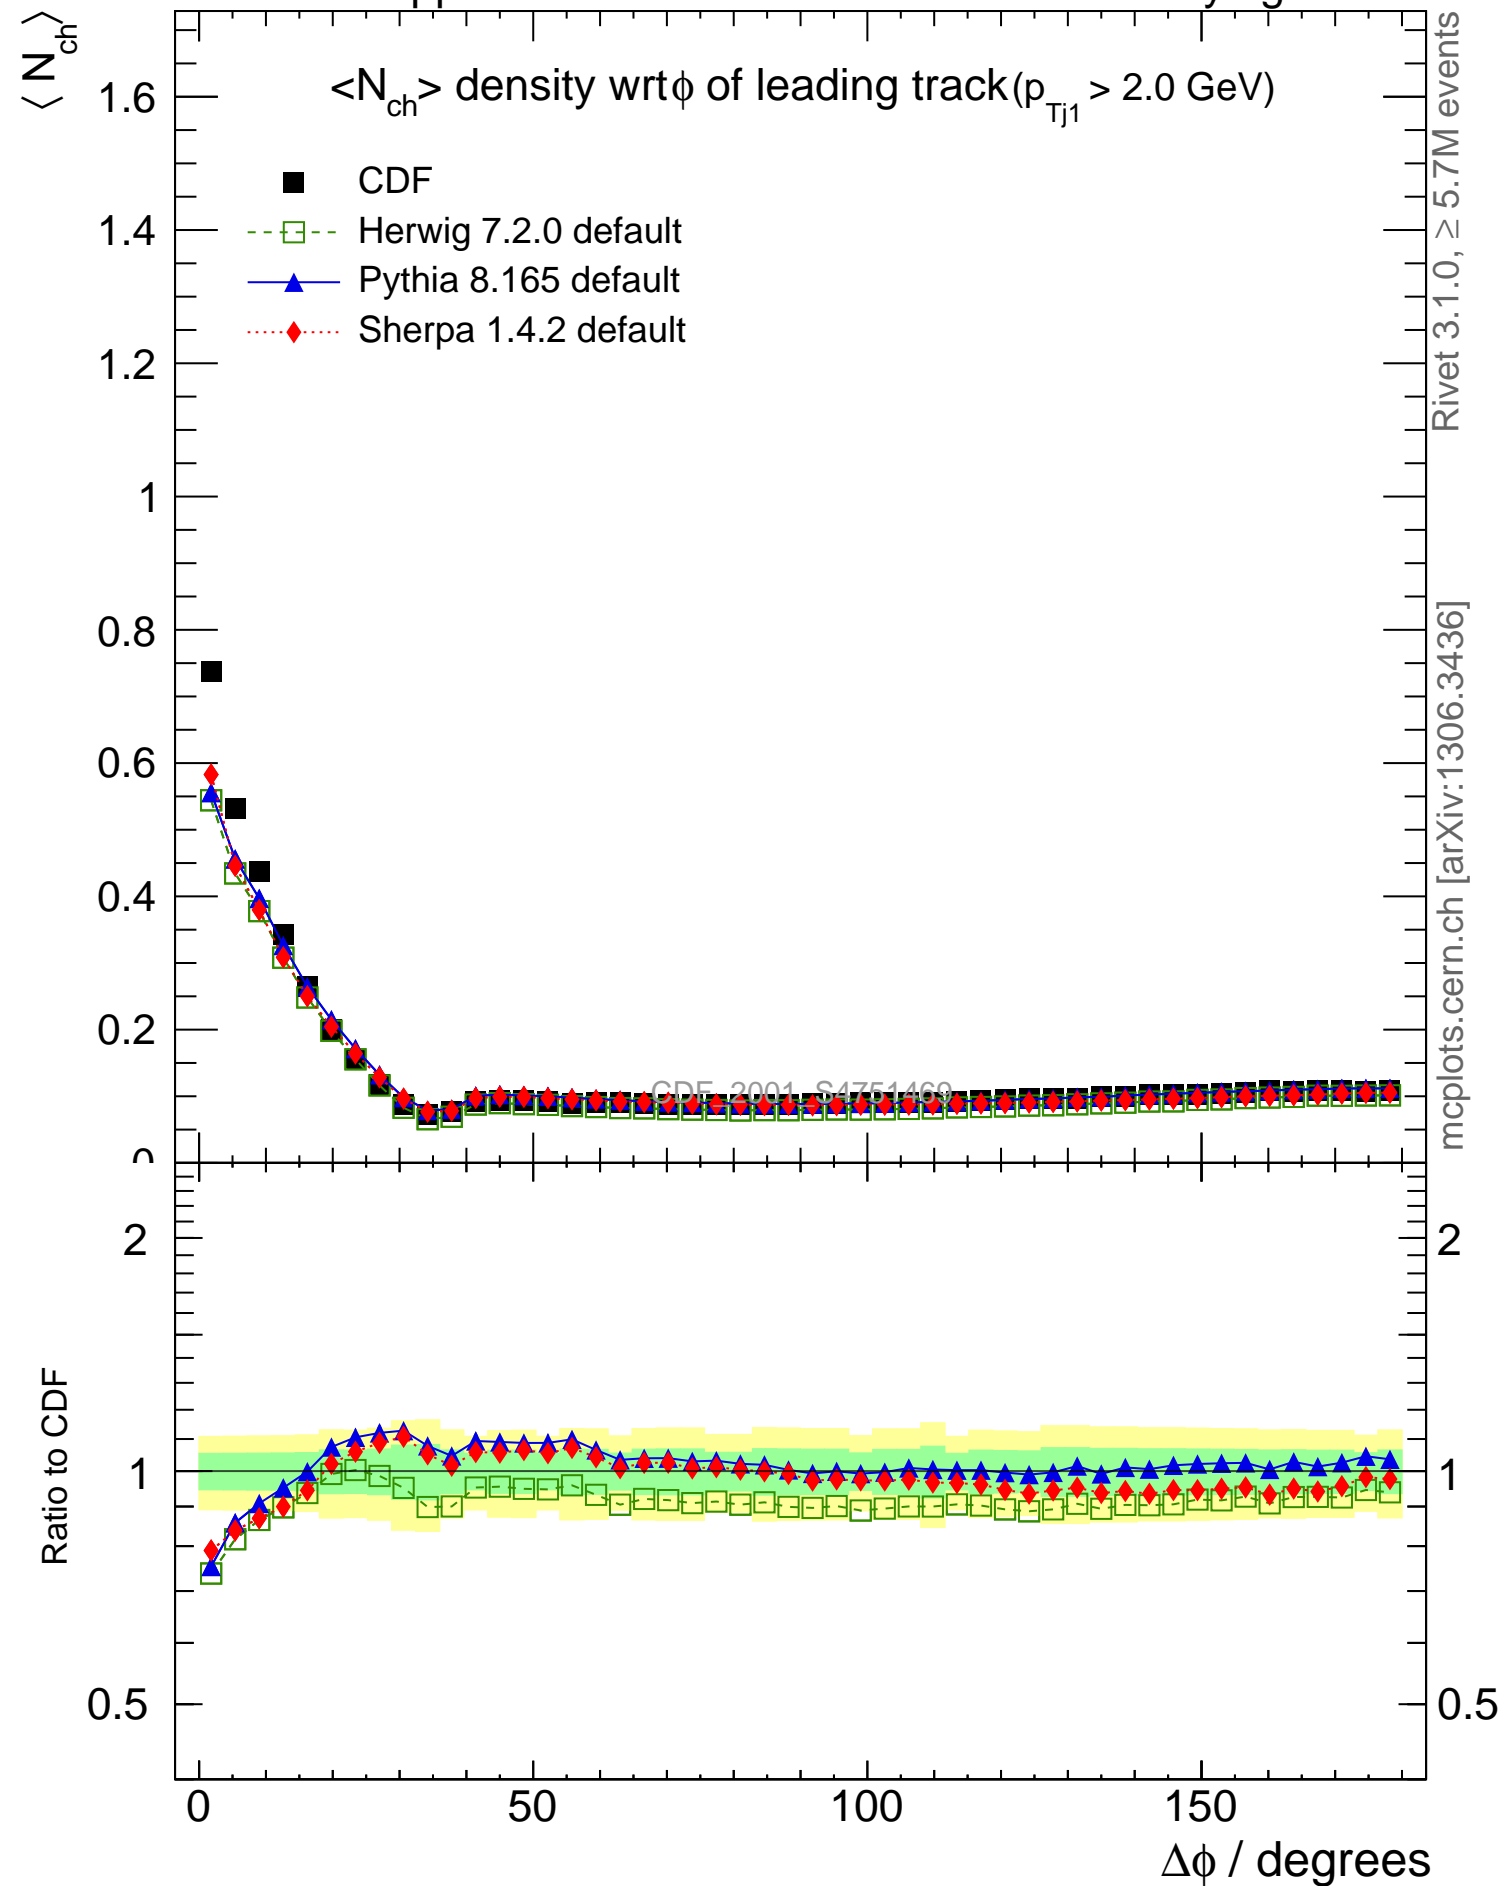 ⟨ N_ch ⟩
<N_ch> density wrt ϕ of leading track (p_Tj1 > 2.0 GeV)
CDF
Herwig 7.2.0 default
Pythia 8.165 default
Sherpa 1.4.2 default
1.6
1.4
1.2
1
0.8
0.6
0.4
0.2
0
CDF_2001_S4751469
Rivet 3.1.0, ≥ 5.7M events
mcplots.cern.ch [arXiv:1306.3436]
Ratio to CDF
2
1
0.5
2
1
0.5
0 50 100 150
Δϕ / degrees